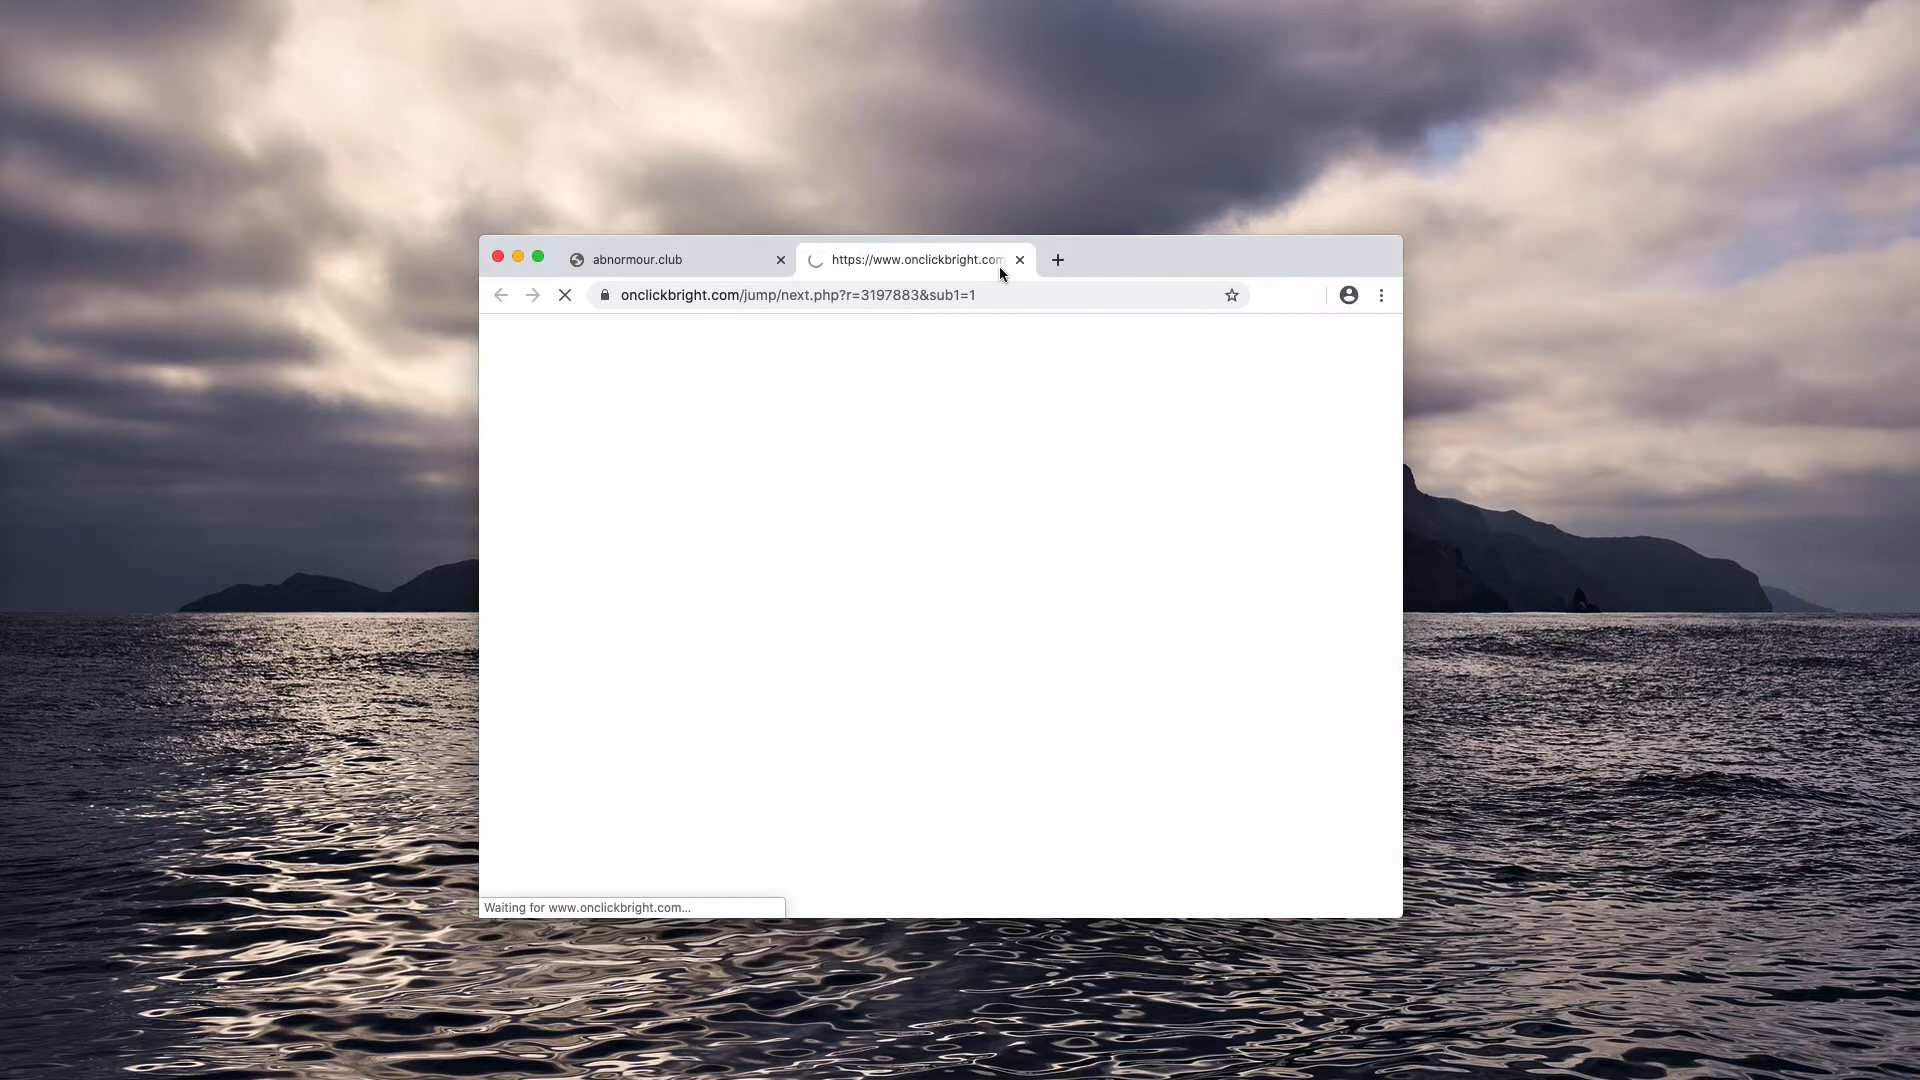 abnormour.club
https://www.onclickbright.com
onclickbright.com/jump/next.php?r=3197883&sub1=1
Waiting for www.onclickbright.com...